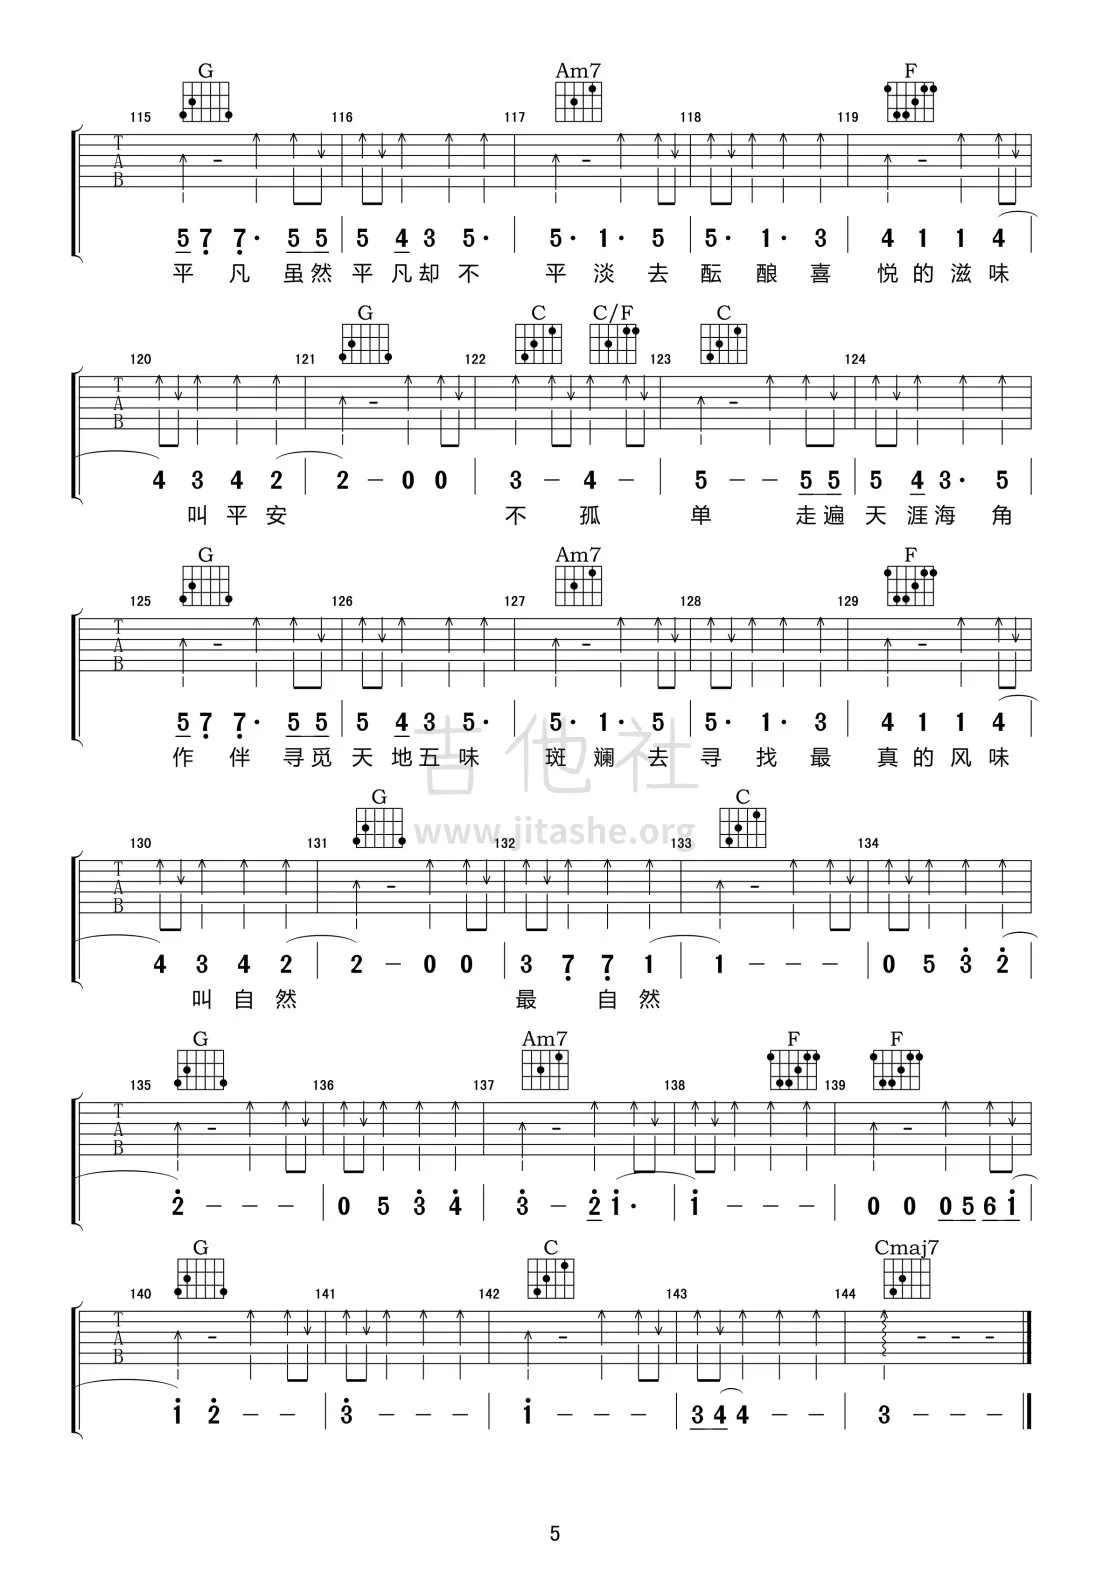 G Am7 F
115 116 117 118 119
T
A
B
5 7 7· 5 5 | 5 4 3 5· | 5· 1· 5 | 5· 1· 3 | 4 1 1 4
平 凡 虽然 平 凡却 不 平 淡 去 酝 酿 喜 悦的滋味
G C C/F C
120 121 122 123 124
T
A
B
4 3 4 2 | 2 – 0 0 | 3 – 4 – | 5 – – 5 5 | 5 4 3· 5
叫 平 安 不 孤 单 走遍 天 涯海 角
G Am7 F
125 126 127 128 129
T
A
B
5 7 7· 5 5 | 5 4 3 5· | 5· 1· 5 | 5· 1· 3 | 4 1 1 4
作 伴 寻觅 天 地五 味 斑 斓 去 寻 找 最 真的风味
吉他社
www.jitashe.org
G C
130 131 132 133 134
T
A
B
4 3 4 2 | 2 – 0 0 | 3 7 7 1 | 1 – – – | 0 5 3 2
叫 自 然 最 自 然
G Am7 F F
135 136 137 138 139
T
A
B
2 – – – | 0 5 3 4 | 3 – 2 1· | 1 – – – | 0 0 0 5 6 1
G C Cmaj7
140 141 142 143 144
T
A
B
1 2 – – | 3 – – – | 1 – – – | 3 4 4 – – | 3 – – –
5